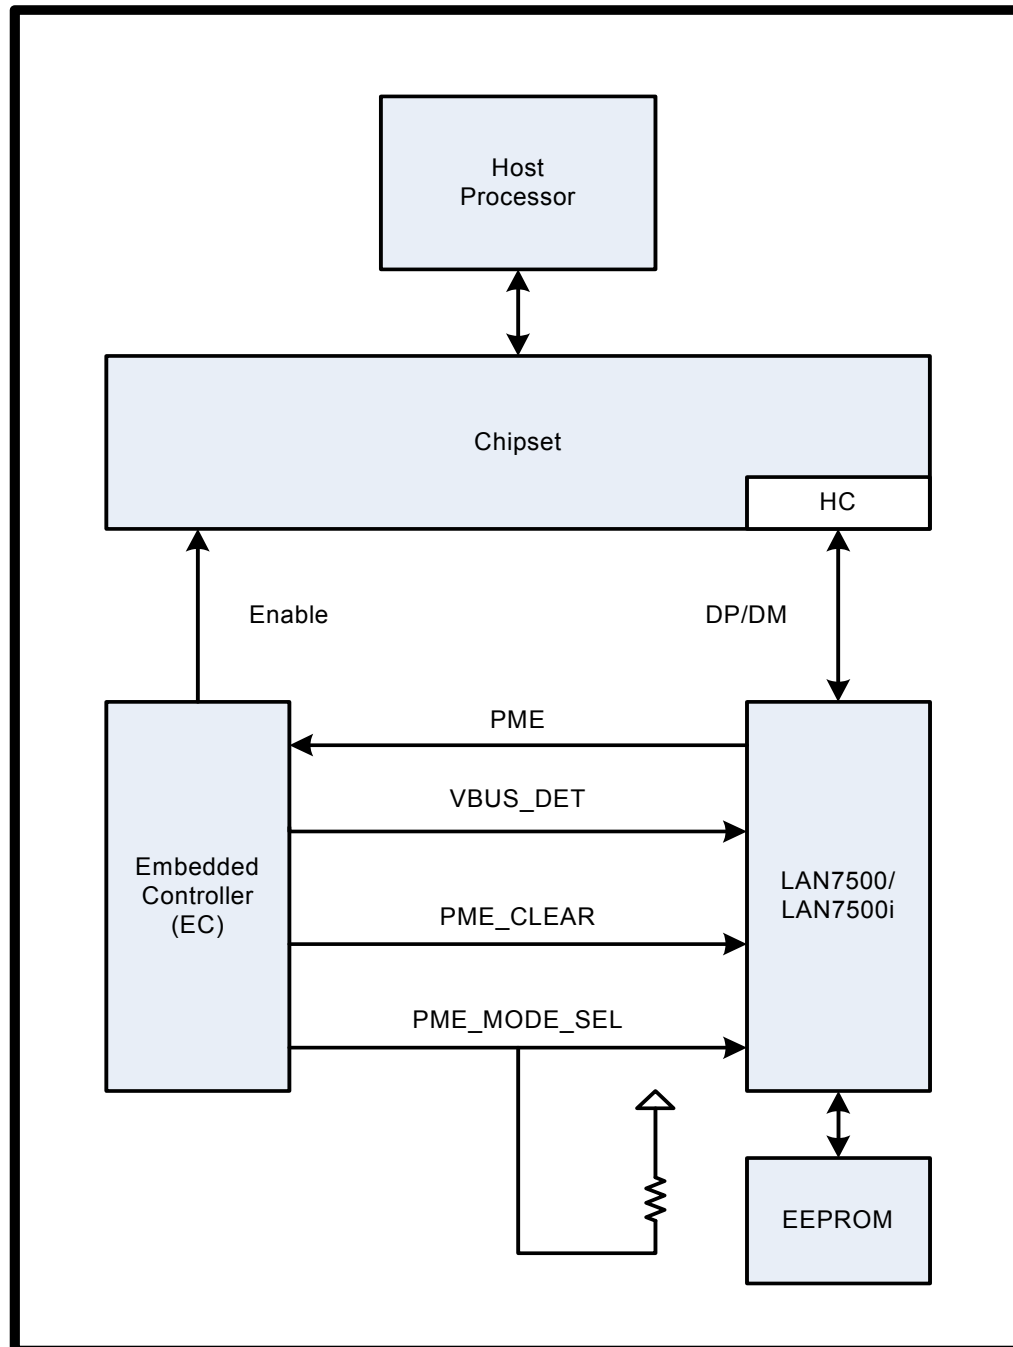 Host
Processor
Chipset
HC
Enable
DP/DM
PME
VBUS_DET
Embedded
Controller
(EC)
LAN7500/
LAN7500i
PME_CLEAR
PME_MODE_SEL
EEPROM